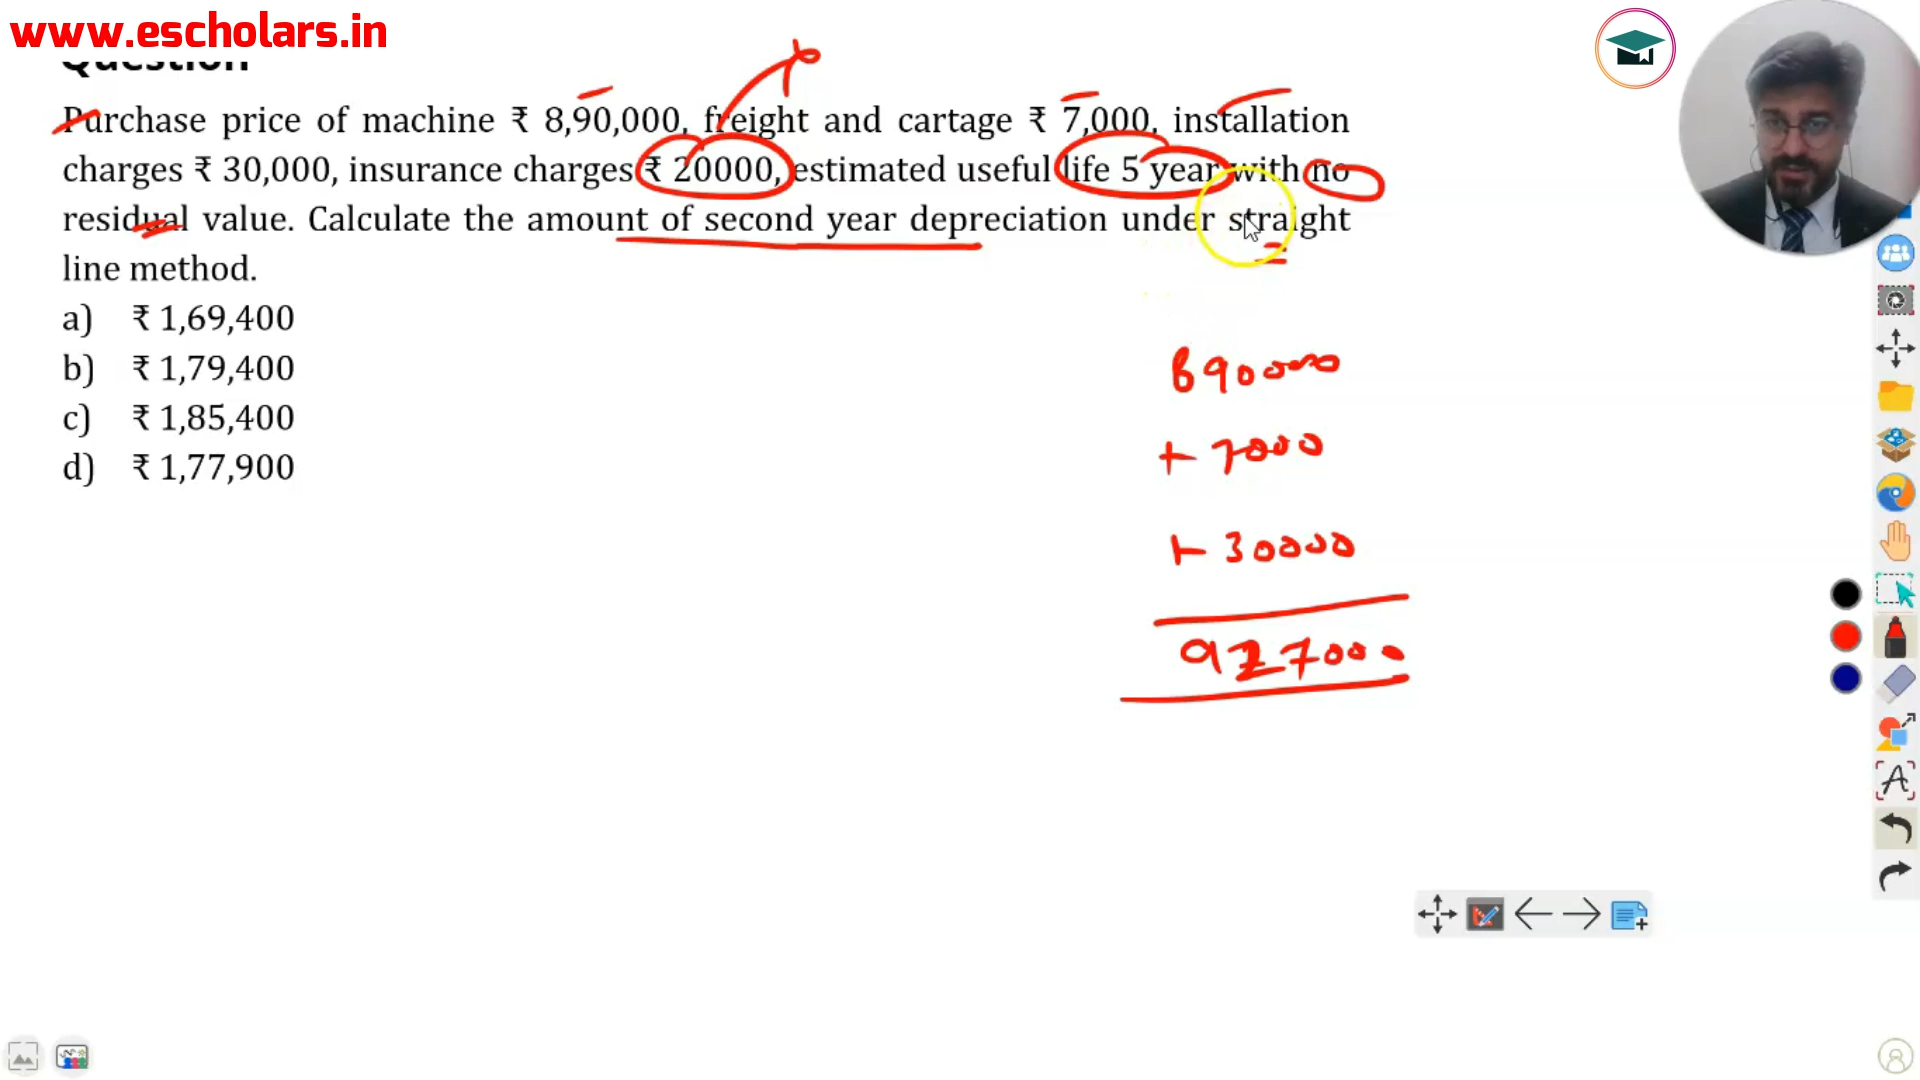 www.escholars.in
Question
Purchase price of machine ₹ 8,90,000, freight and cartage ₹ 7,000, installation
charges ₹ 30,000, insurance charges ₹ 20000, estimated useful life 5 year with no
residual value. Calculate the amount of second year depreciation under straight
line method.
a) ₹ 1,69,400
b) ₹ 1,79,400
c) ₹ 1,85,400
d) ₹ 1,77,900
890000
+ 7000
+ 30000
927000